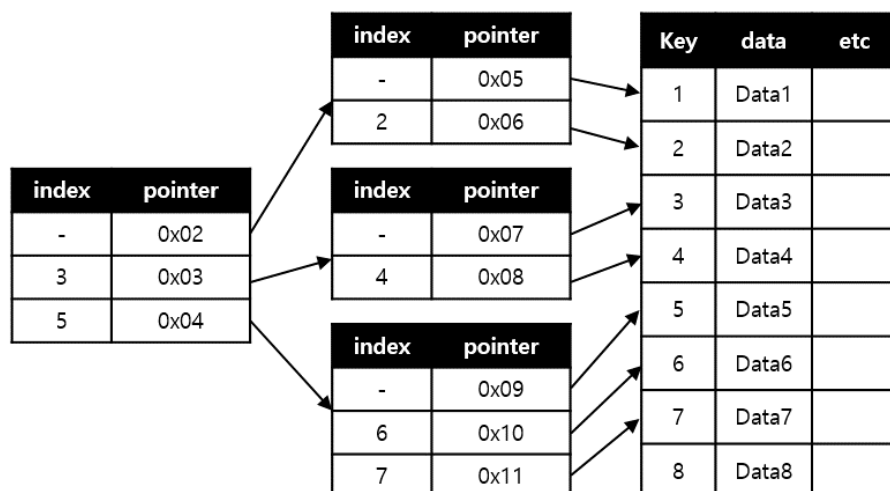 index pointer
- 0x02
3 0x03
5 0x04
index pointer
- 0x05
2 0x06
index pointer
- 0x07
4 0x08
index pointer
- 0x09
6 0x10
7 0x11
Key data etc
1 Data1
2 Data2
3 Data3
4 Data4
5 Data5
6 Data6
7 Data7
8 Data8